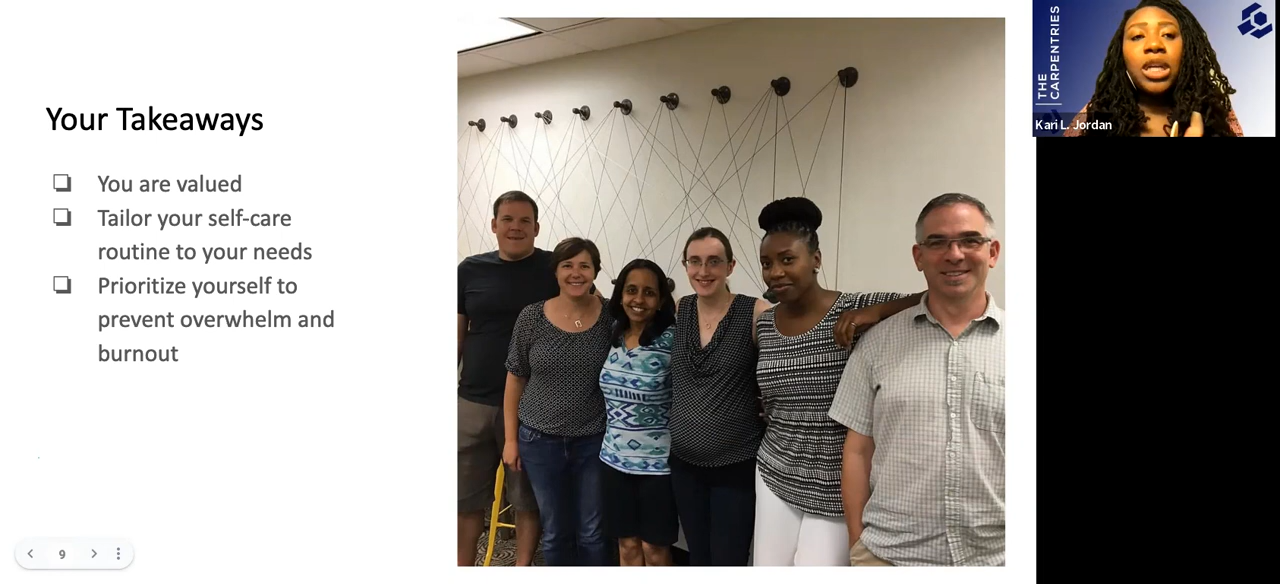 Your Takeaways
❏ You are valued
❏ Tailor your self-care
routine to your needs
❏ Prioritize yourself to
prevent overwhelm and
burnout
9
THE
CARPENTRIES
Kari L. Jordan